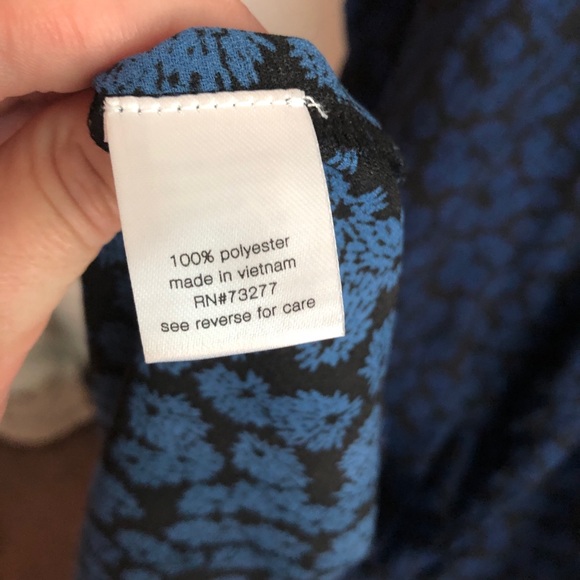 100% polyester
made in vietnam
RN#73277
see reverse for care